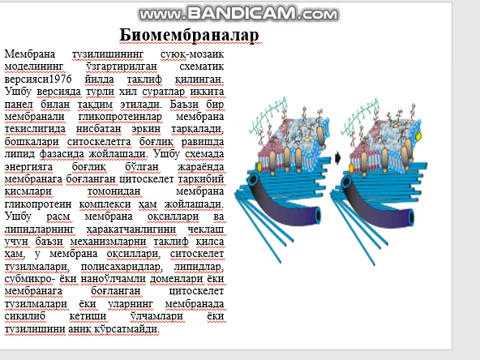 WWW.BANDICAM.COM
Биомембраналар
Мембрана тузилишининг суюқ-мозаик
моделининг ўзгартирилган схематик
версияси1976 йилда таклиф қилинган.
Ушбу версияда турли хил суратлар иккита
панел билан тақдим этилади. Баъзи бир
мембранали гликопротеинлар мембрана
текислигида нисбатан эркин тарқалади,
бошқалари ситоскелетга боғлиқ равишда
липид фазасида жойлашади. Ушбу схемада
энергияга боғлиқ бўлган жараёнда
мембранага боғланган цитоскелет таркибий
қисмлари томонидан мембрана
гликопротеин комплекси ҳам жойлашади.
Ушбу расм мембрана оқсиллари ва
липидларнинг ҳаракатчанлигини чеклаш
учун баъзи механизмларни таклиф қилса
ҳам, у мембрана оқсиллари, ситоскелет
тузилмалари, полисахаридлар, липидлар,
субмикро- ёки наноўлчамли доменлари ёки
мембранага боғланган цитоскелет
тузилмалари ёки уларнинг мембранада
сиқилиб кетиши ўлчамлари ёки
тузилишини аниқ кўрсатмайди.